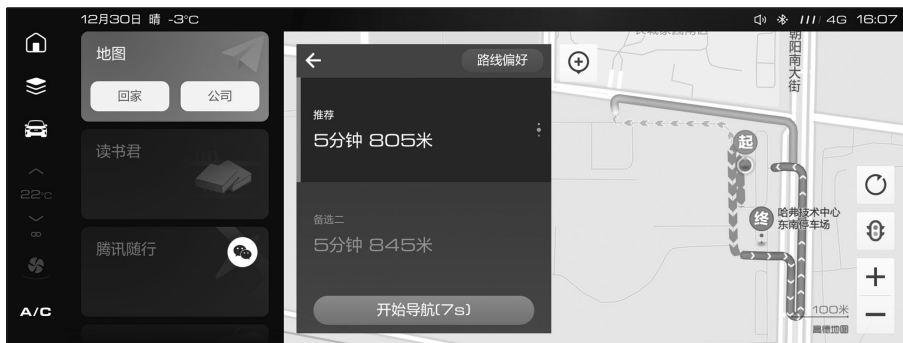 12月30日 晴 -3°C
4G 16:07
地图
回家
公司
读书君
腾讯随行
22°C
A/C
路线偏好
推荐
5分钟 805米
备选二
5分钟 845米
开始导航(7s)
朝阳南大街
起
终
哈弗技术中心
东南停车场
100米
高德地图